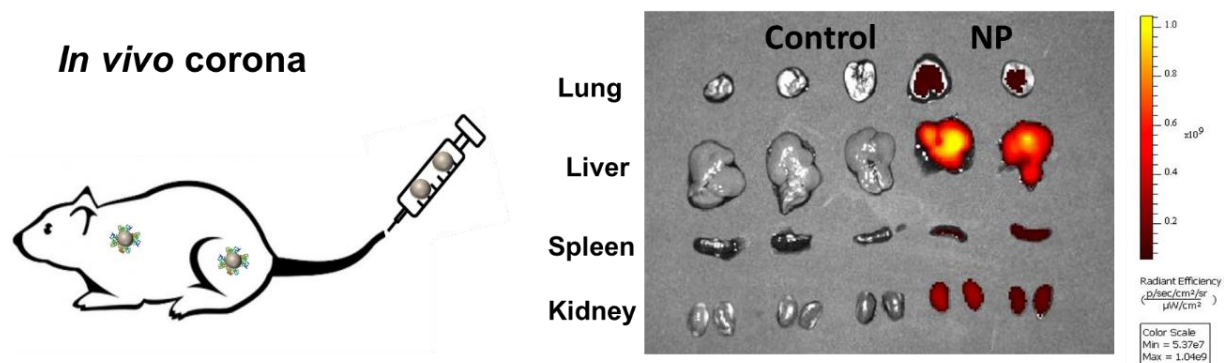 In vivo corona
Control NP
Lung
Liver
Spleen
Kidney
1.0
0.8
0.6
x10⁹
0.4
0.2
Radiant Efficiency
(p/sec/cm²/sr / µW/cm²)
Color Scale
Min = 5.37e7
Max = 1.04e9